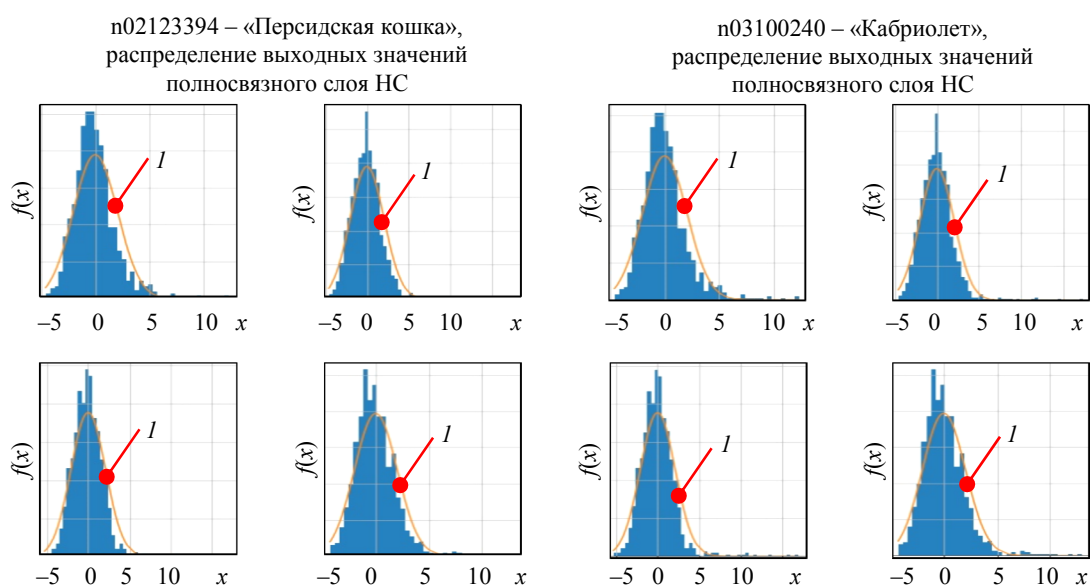 n02123394 – «Персидская кошка»,
распределение выходных значений
полносвязного слоя НС
n03100240 – «Кабриолет»,
распределение выходных значений
полносвязного слоя НС
f(x)
1
–5 0 5 10 x
f(x)
1
–5 0 5 10 x
f(x)
1
–5 0 5 10 x
f(x)
1
–5 0 5 10 x
f(x)
1
–5 0 5 10 x
f(x)
1
–5 0 5 10 x
f(x)
1
–5 0 5 10 x
f(x)
1
–5 0 5 10 x